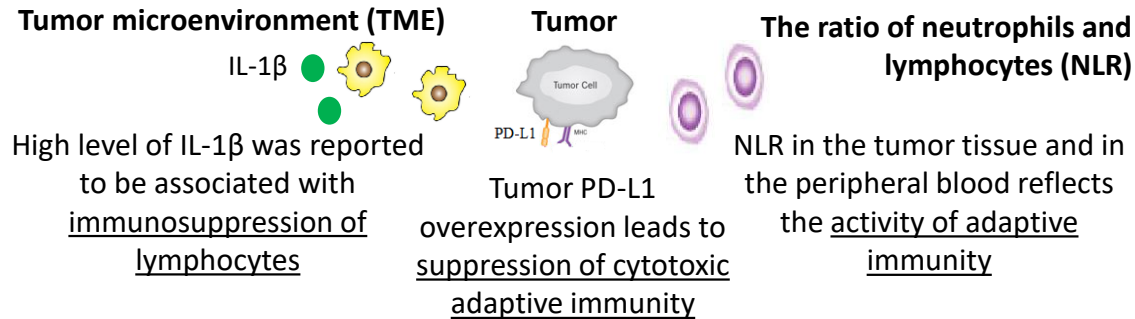 Tumor microenvironment (TME)
IL-1β
High level of IL-1β was reported
to be associated with
immunosuppression of
lymphocytes
Tumor
Tumor Cell
PD-L1
MHC
Tumor PD-L1
overexpression leads to
suppression of cytotoxic
adaptive immunity
The ratio of neutrophils and
lymphocytes (NLR)
NLR in the tumor tissue and in
the peripheral blood reflects
the activity of adaptive
immunity